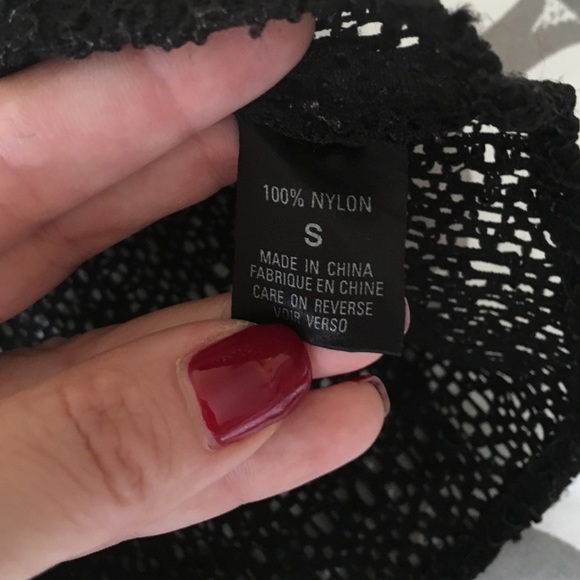 100% NYLON
S
MADE IN CHINA
FABRIQUE EN CHINE
CARE ON REVERSE
VOIR VERSO